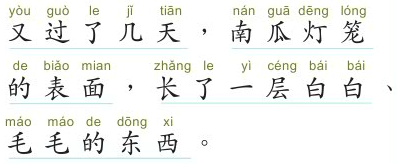 yòu guò le jǐ tiān nán guā dēng lóng
又过了几天，南瓜灯笼
de biǎo mian zhǎng le yì céng bái bái
的表面，长了一层白白、
máo máo de dōng xi
毛毛的东西。